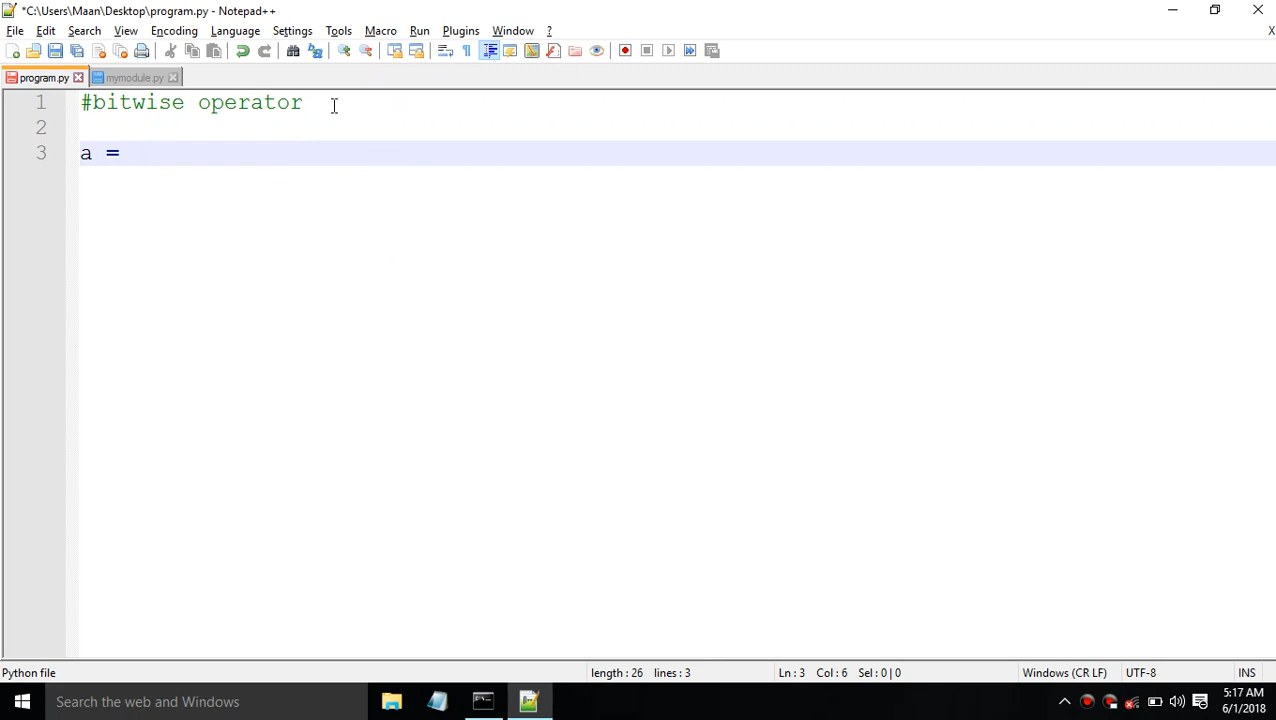 *C:\Users\Maan\Desktop\program.py - Notepad++
File Edit Search View Encoding Language Settings Tools Macro Run Plugins Window ? X
program.py mymodule.py
1 #bitwise operator
2
3 a =
Python file length : 26 lines : 3 Ln : 3 Col : 6 Sel : 0 | 0 Windows (CR LF) UTF-8 INS
Search the web and Windows 5:17 AM
6/1/2018